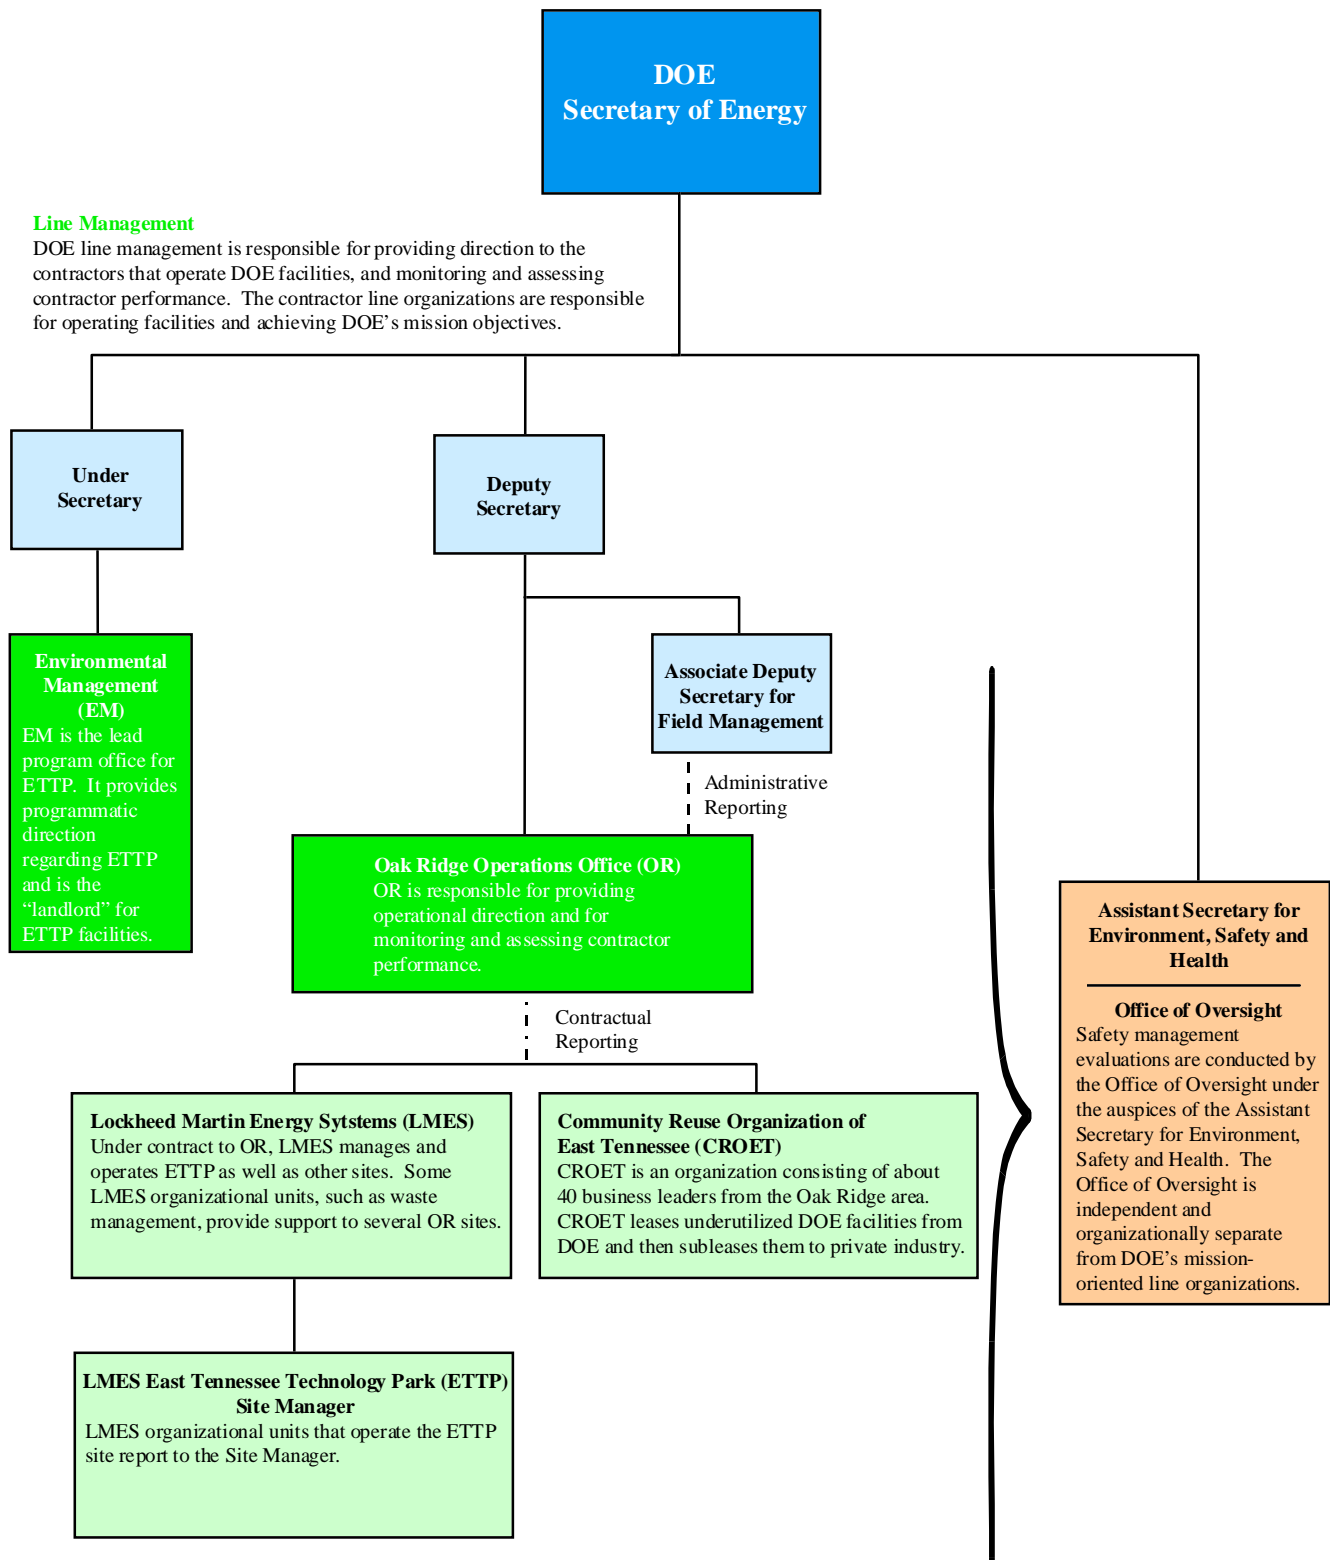 DOE
Secretary of Energy
Line Management
DOE line management is responsible for providing direction to the
contractors that operate DOE facilities, and monitoring and assessing
contractor performance.  The contractor line organizations are responsible
for operating facilities and achieving DOE’s mission objectives.
Under
Secretary
Deputy
Secretary
Environmental
Management
(EM)
EM is the lead
program office for
ETTP.  It provides
programmatic
direction
regarding ETTP
and is the
“landlord” for
ETTP facilities.
Associate Deputy
Secretary for
Field Management
Administrative
Reporting
Oak Ridge Operations Office (OR)
OR is responsible for providing
operational direction and for
monitoring and assessing contractor
performance.
Contractual
Reporting
Lockheed Martin Energy Sytstems (LMES)
Under contract to OR, LMES manages and
operates ETTP as well as other sites.  Some
LMES organizational units, such as waste
management, provide support to several OR sites.
Community Reuse Organization of
East Tennessee (CROET)
CROET is an organization consisting of about
40 business leaders from the Oak Ridge area.
CROET leases underutilized DOE facilities from
DOE and then subleases them to private industry.
LMES East Tennessee Technology Park (ETTP)
Site Manager
LMES organizational units that operate the ETTP
site report to the Site Manager.
Assistant Secretary for
Environment, Safety and
Health
Office of Oversight
Safety management
evaluations are conducted by
the Office of Oversight under
the auspices of the Assistant
Secretary for Environment,
Safety and Health.  The
Office of Oversight is
independent and
organizationally separate
from DOE’s mission-
oriented line organizations.